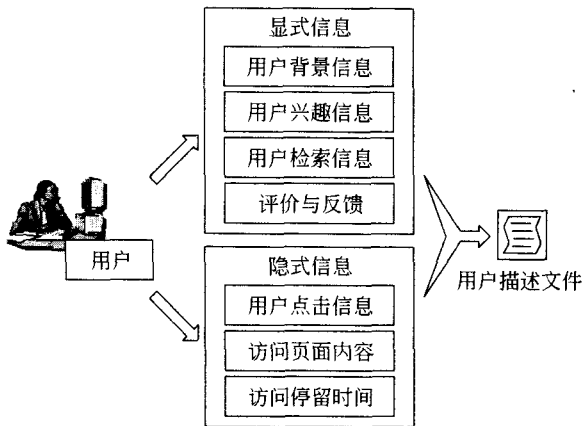 显式信息
用户背景信息
用户兴趣信息
用户检索信息
评价与反馈
用户
隐式信息
用户点击信息
访问页面内容
访问停留时间
用户描述文件